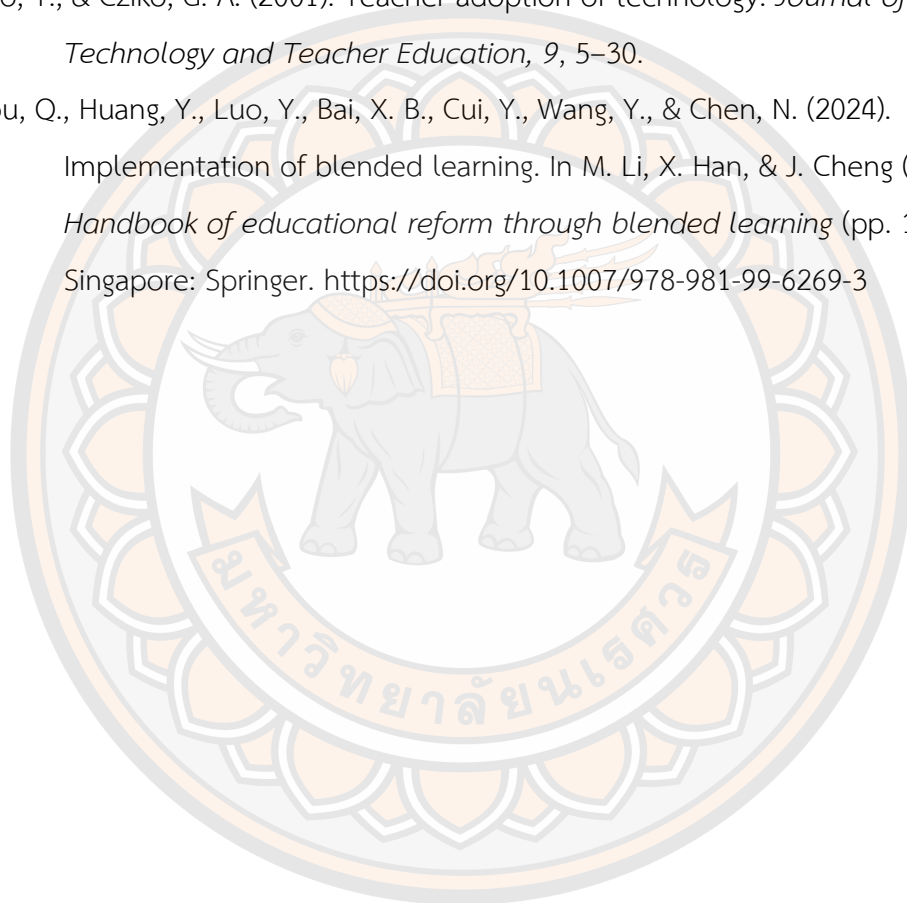 o, Y., & Cziko, G. A. (2001). Teacher adoption of technology. Journal of
Technology and Teacher Education, 9, 5–30.
ou, Q., Huang, Y., Luo, Y., Bai, X. B., Cui, Y., Wang, Y., & Chen, N. (2024).
Implementation of blended learning. In M. Li, X. Han, & J. Cheng (
Handbook of educational reform through blended learning (pp. 1
Singapore: Springer. https://doi.org/10.1007/978-981-99-6269-3
มหาวิทยาลัยนเรศวร